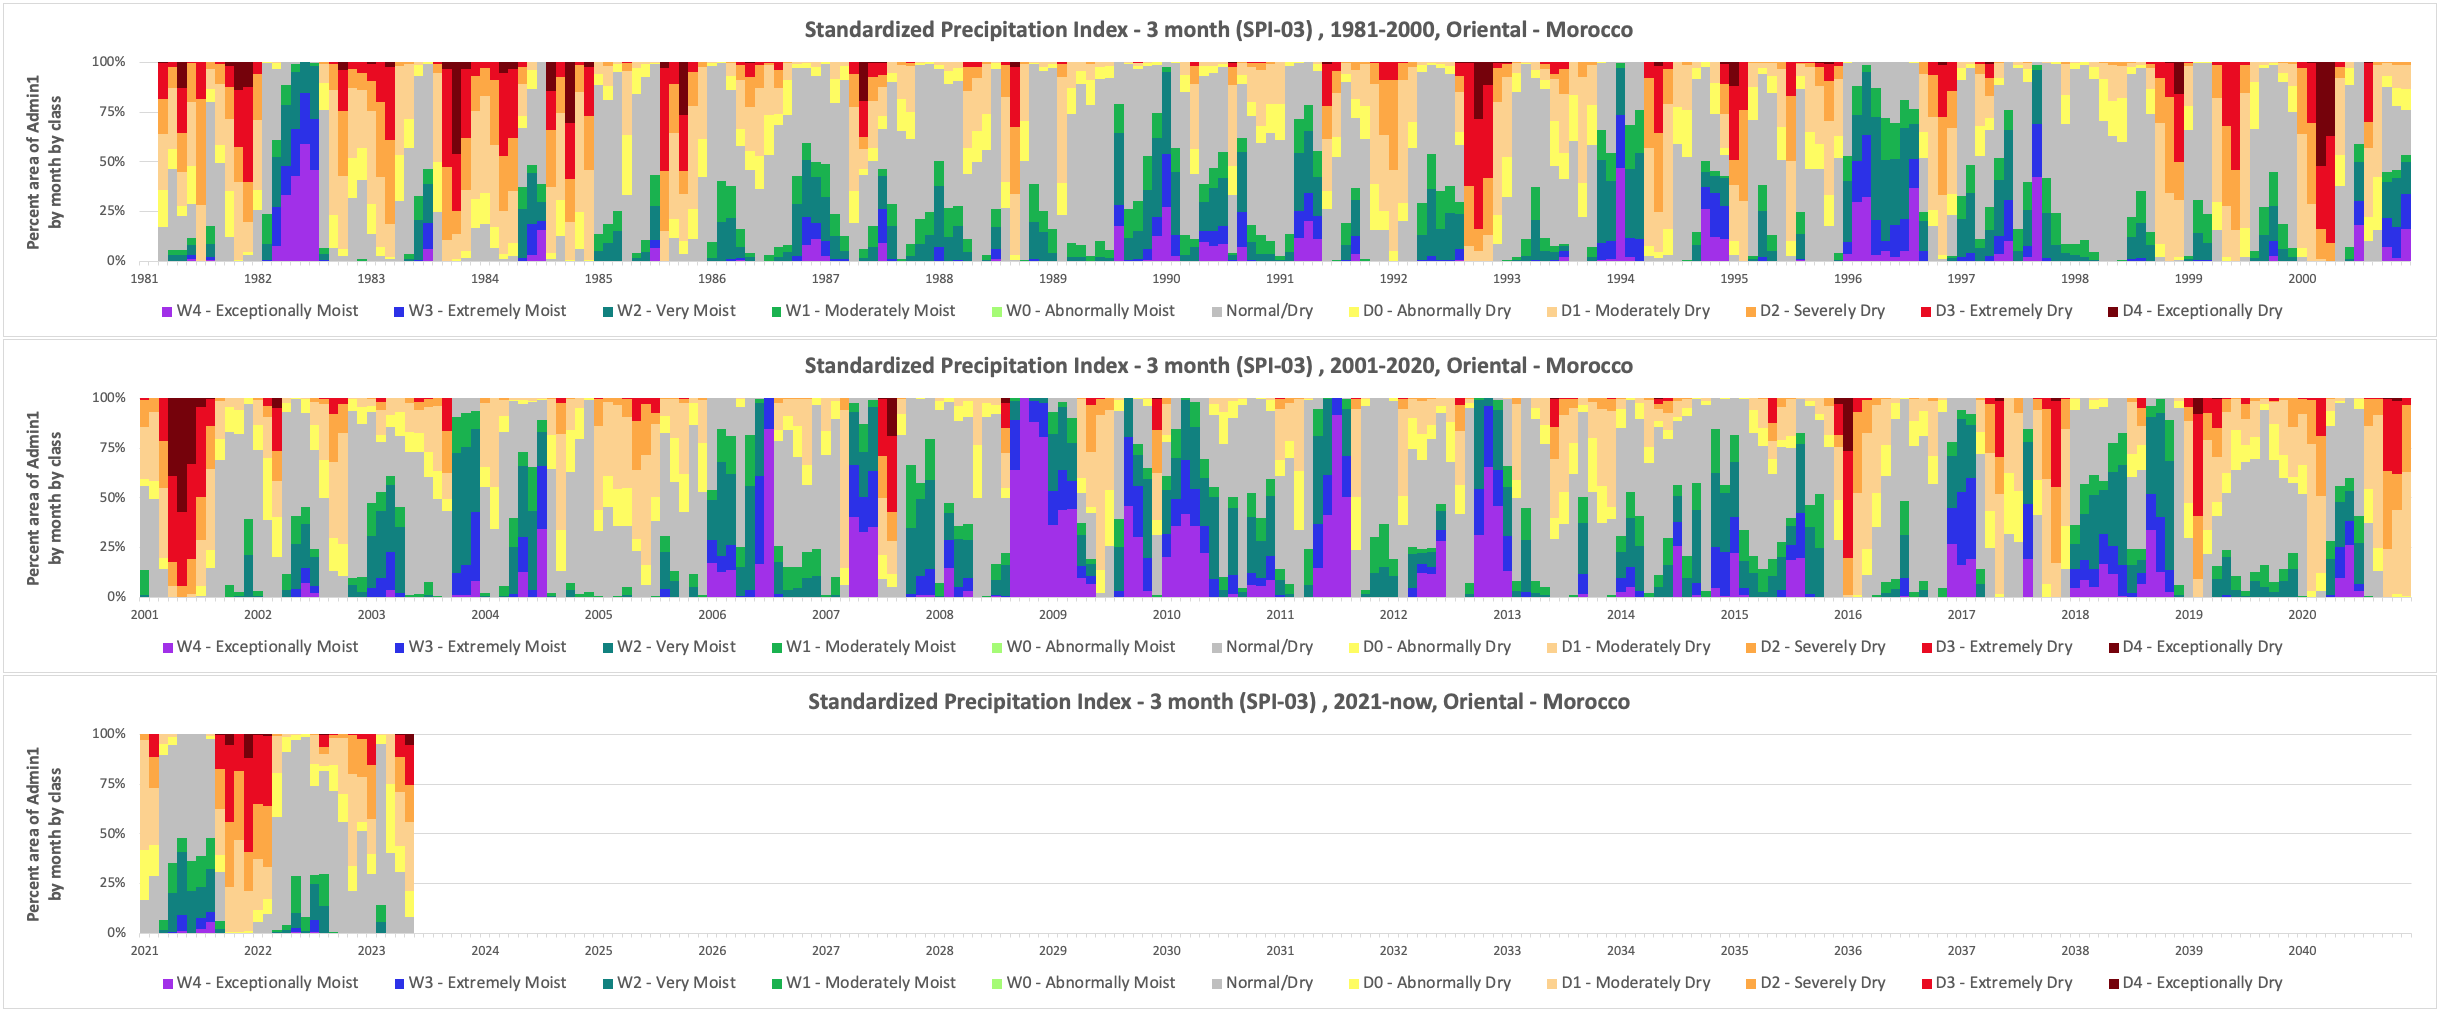 Standardized Precipitation Index - 3 month (SPI-03) , 1981-2000, Oriental - Morocco
Percent area of Admin1
by month by class
100%
75%
50%
25%
0%
1981 1982 1983 1984 1985 1986 1987 1988 1989 1990 1991 1992 1993 1994 1995 1996 1997 1998 1999 2000
W4 - Exceptionally Moist W3 - Extremely Moist W2 - Very Moist W1 - Moderately Moist W0 - Abnormally Moist Normal/Dry D0 - Abnormally Dry D1 - Moderately Dry D2 - Severely Dry D3 - Extremely Dry D4 - Exceptionally Dry
Standardized Precipitation Index - 3 month (SPI-03) , 2001-2020, Oriental - Morocco
Percent area of Admin1
by month by class
100%
75%
50%
25%
0%
2001 2002 2003 2004 2005 2006 2007 2008 2009 2010 2011 2012 2013 2014 2015 2016 2017 2018 2019 2020
W4 - Exceptionally Moist W3 - Extremely Moist W2 - Very Moist W1 - Moderately Moist W0 - Abnormally Moist Normal/Dry D0 - Abnormally Dry D1 - Moderately Dry D2 - Severely Dry D3 - Extremely Dry D4 - Exceptionally Dry
Standardized Precipitation Index - 3 month (SPI-03) , 2021-now, Oriental - Morocco
Percent area of Admin1
by month by class
100%
75%
50%
25%
0%
2021 2022 2023 2024 2025 2026 2027 2028 2029 2030 2031 2032 2033 2034 2035 2036 2037 2038 2039 2040
W4 - Exceptionally Moist W3 - Extremely Moist W2 - Very Moist W1 - Moderately Moist W0 - Abnormally Moist Normal/Dry D0 - Abnormally Dry D1 - Moderately Dry D2 - Severely Dry D3 - Extremely Dry D4 - Exceptionally Dry